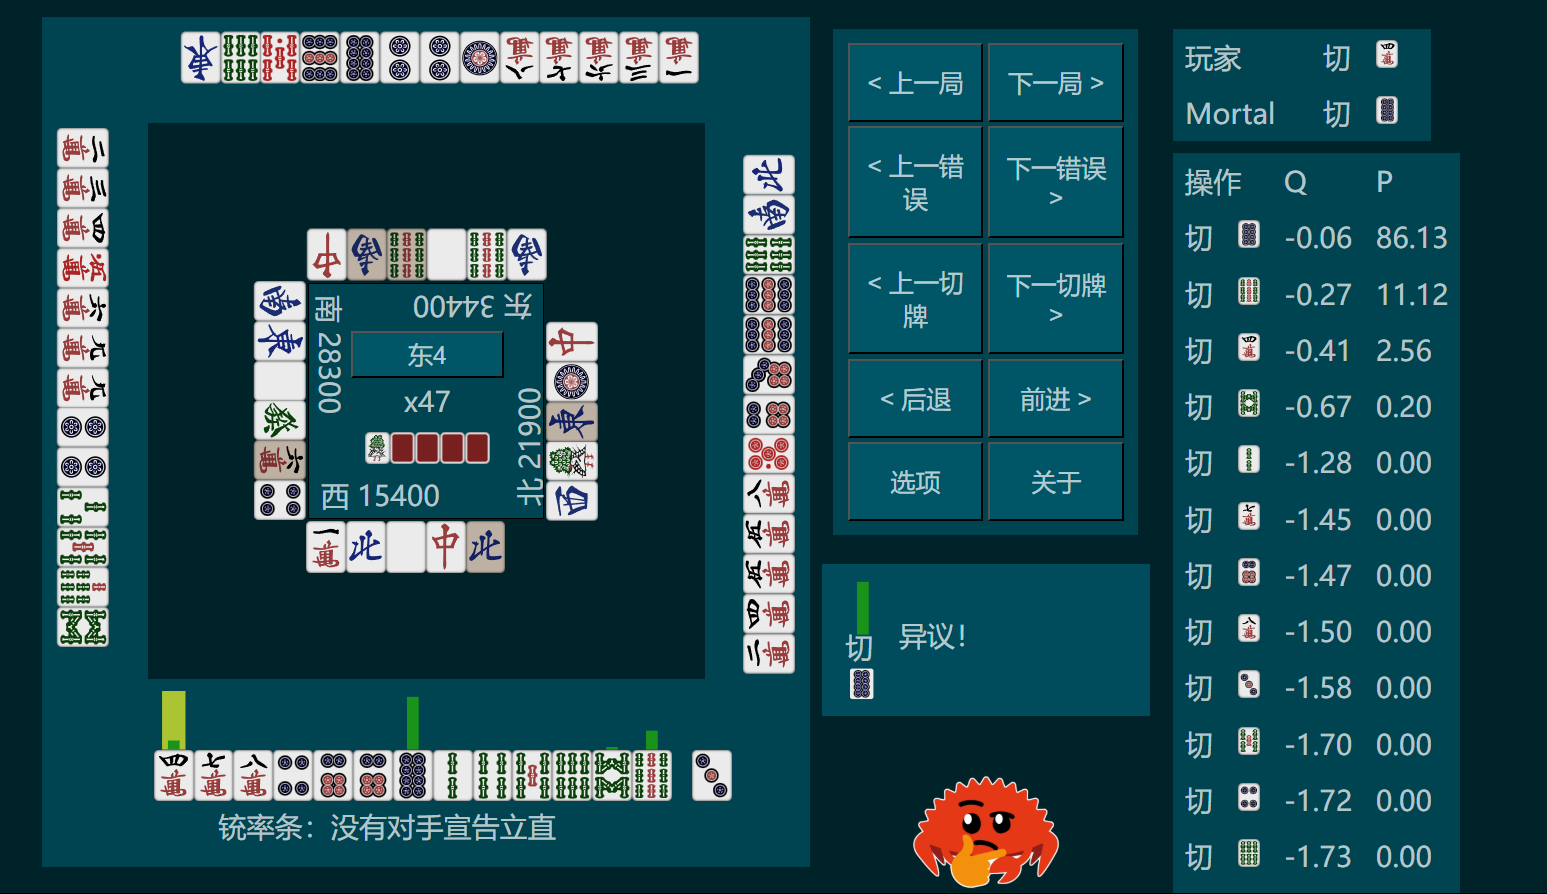 < 上一局
下一局 >
< 上一错
误
下一错误
>
< 上一切
牌
下一切牌
>
< 后退
前进 >
选项
关于
玩家 切
Mortal 切
操作 Q P
切 -0.06 86.13
切 -0.27 11.12
切 -0.41 2.56
切 -0.67 0.20
切 -1.28 0.00
切 -1.45 0.00
切 -1.47 0.00
切 -1.50 0.00
切 -1.58 0.00
切 -1.70 0.00
切 -1.72 0.00
切 -1.73 0.00
东 34400
南 28300
东4
x47
北 21900
西 15400
切
异议!
铳率条：没有对手宣告立直